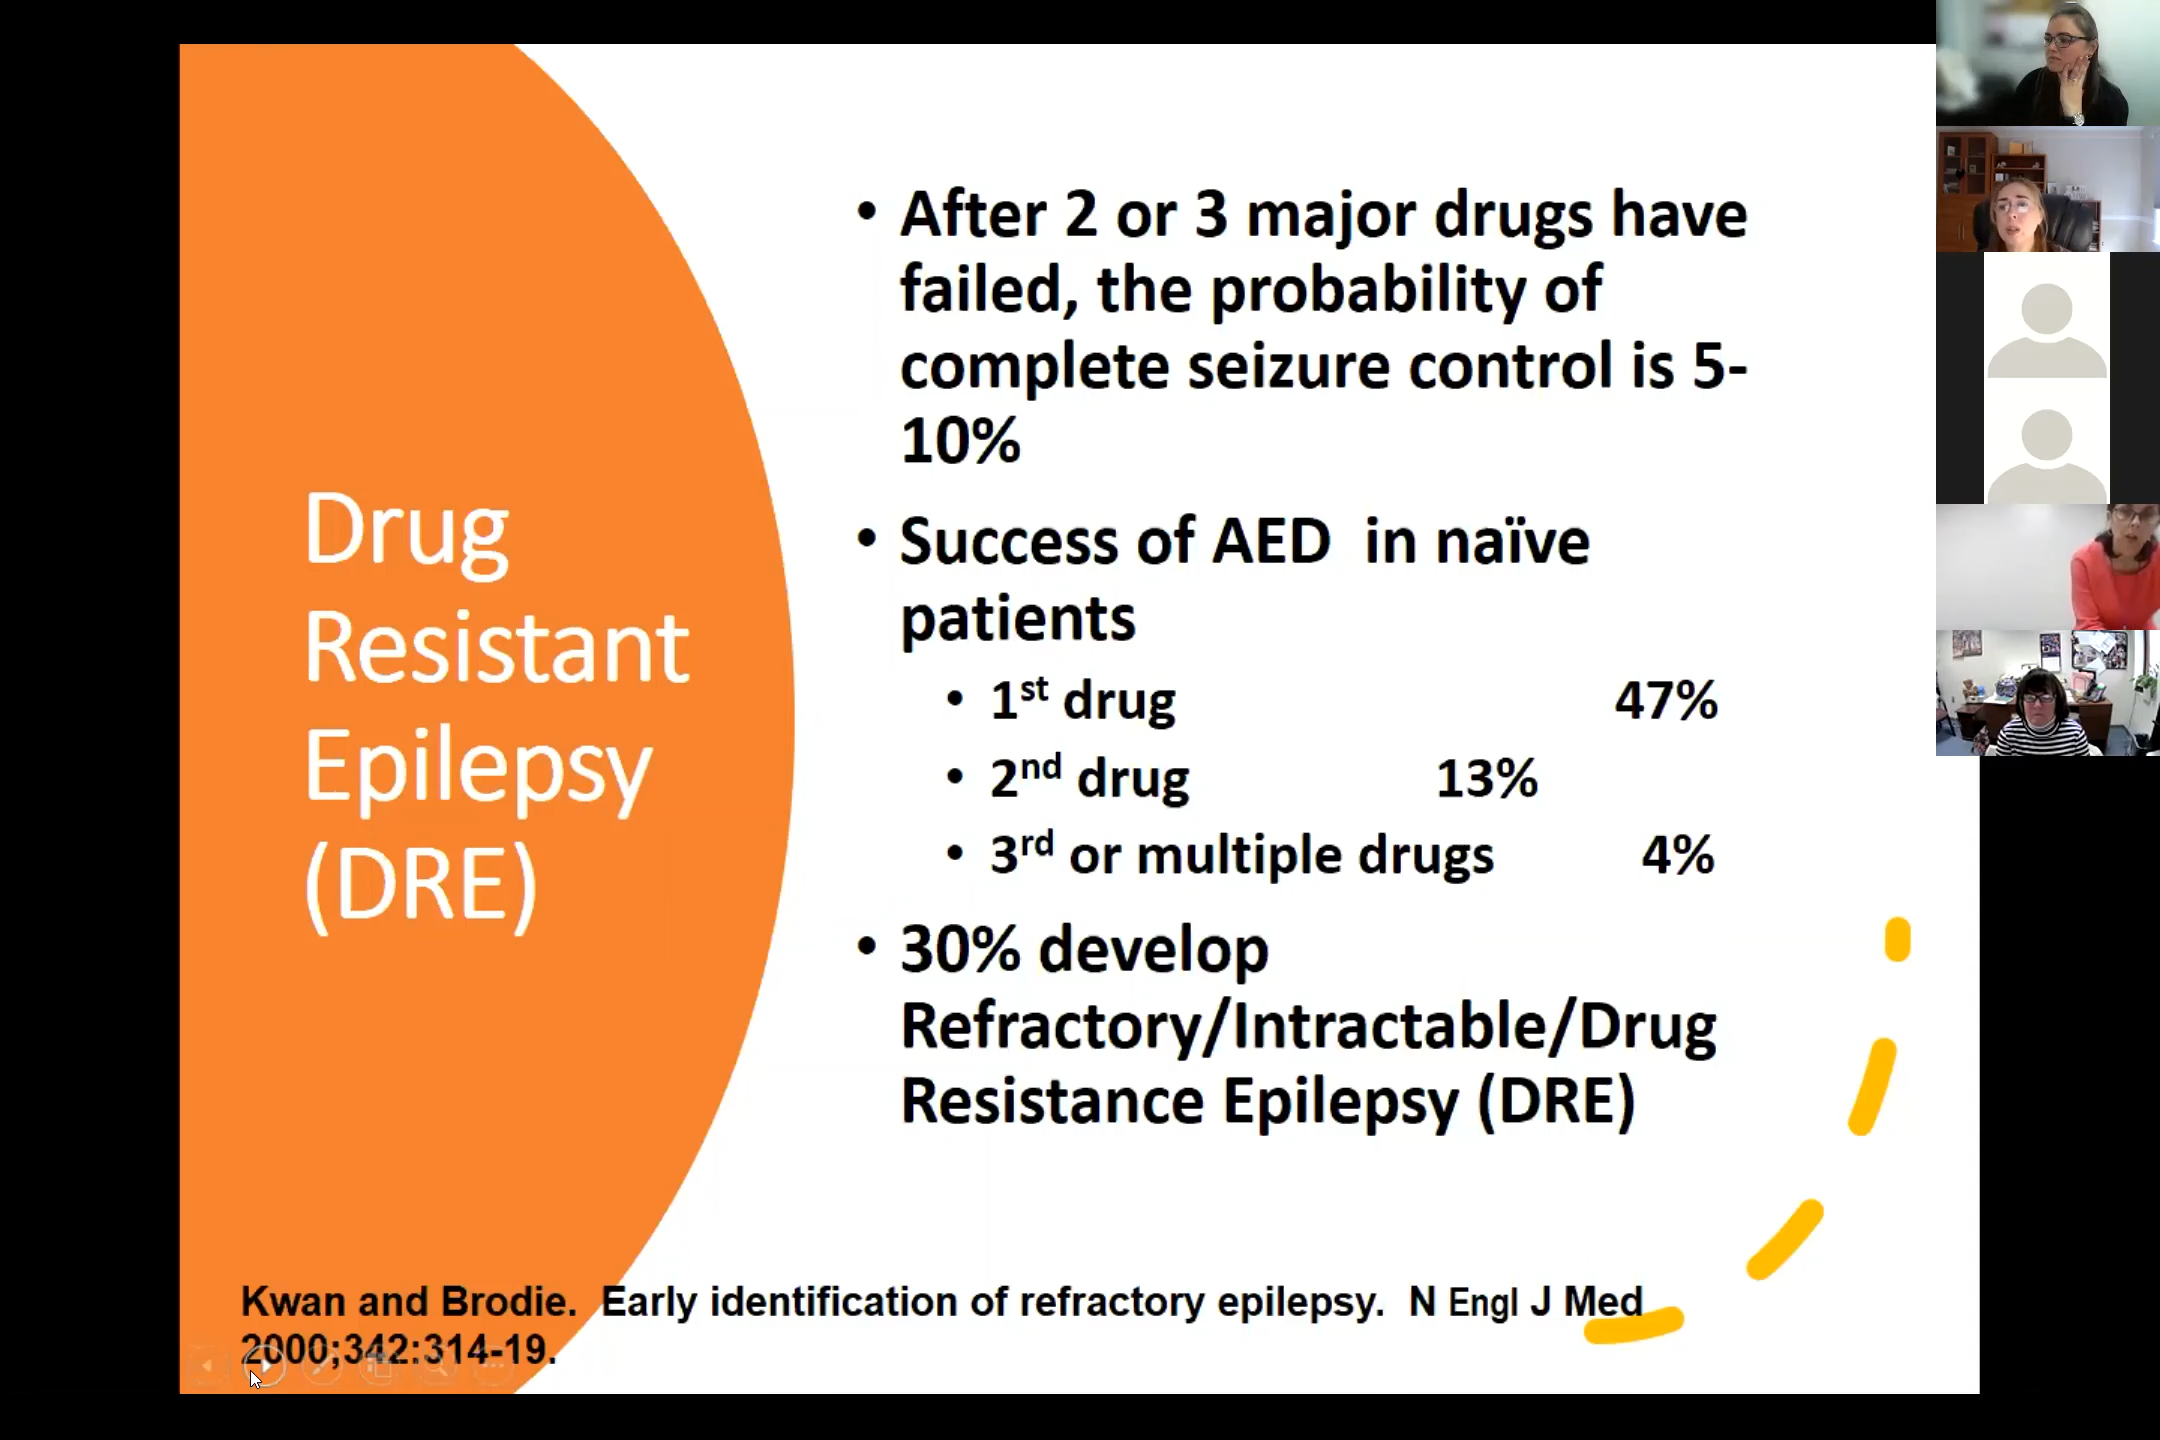 Drug
Resistant
Epilepsy
(DRE)
• After 2 or 3 major drugs have
failed, the probability of
complete seizure control is 5-
10%
• Success of AED in naïve
patients
• 1st drug 47%
• 2nd drug 13%
• 3rd or multiple drugs 4%
• 30% develop
Refractory/Intractable/Drug
Resistance Epilepsy (DRE)
Kwan and Brodie. Early identification of refractory epilepsy. N Engl J Med
2000;342:314-19.